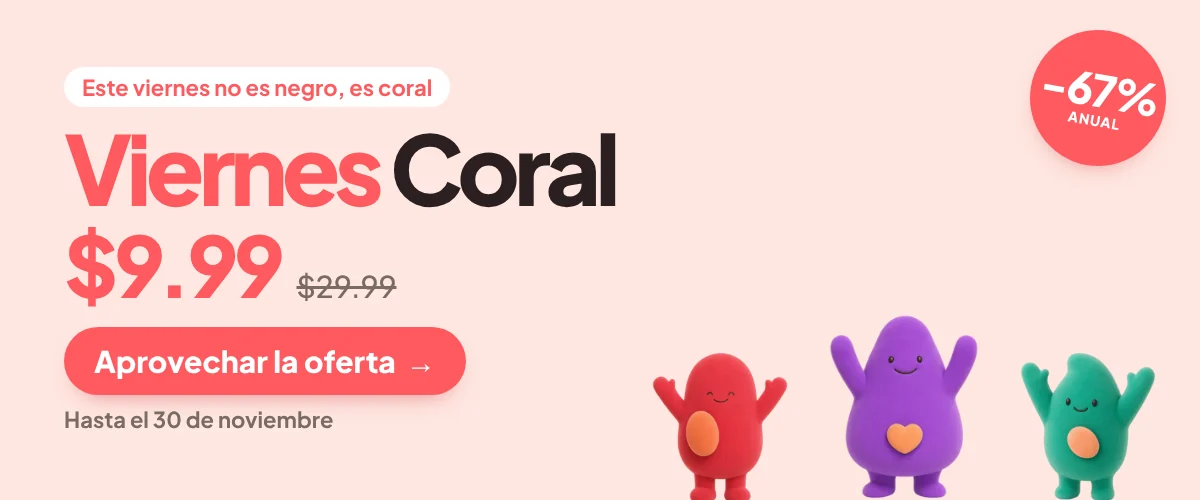 Este viernes no es negro, es coral
Viernes Coral
$9.99 $29.99
Aprovechar la oferta →
Hasta el 30 de noviembre
−67%
ANUAL